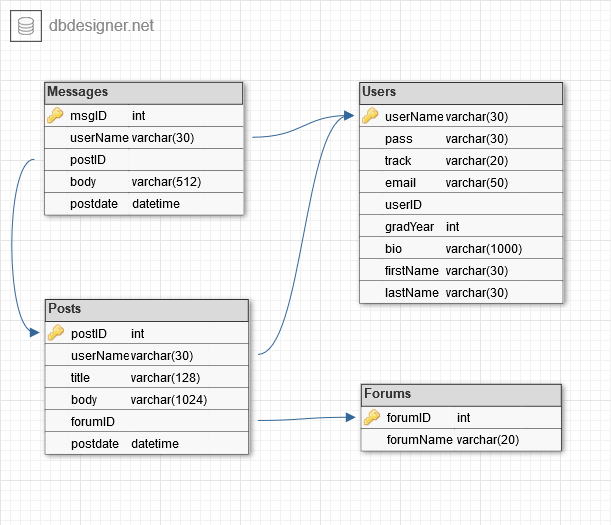 dbdesigner.net
Messages
msgID int
userName varchar(30)
postID
body varchar(512)
postdate datetime
Users
userName varchar(30)
pass varchar(30)
track varchar(20)
email varchar(50)
userID
gradYear int
bio varchar(1000)
firstName varchar(30)
lastName varchar(30)
Posts
postID int
userName varchar(30)
title varchar(128)
body varchar(1024)
forumID
postdate datetime
Forums
forumID int
forumName varchar(20)